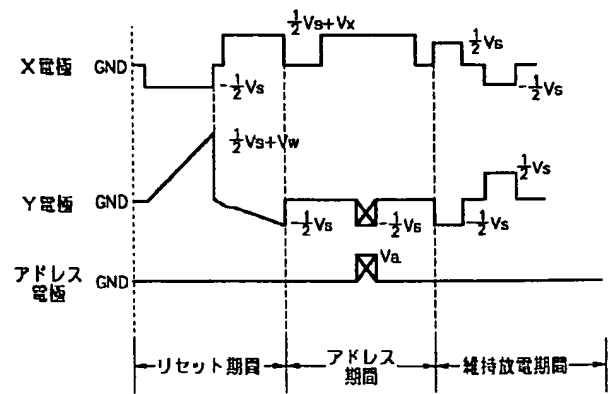 ½Vs+Vx
½Vs
X電極 GND
-½Vs
-½Vs
½Vs+Vw
½Vs
Y電極 GND
-½Vs
-½Vs
-½Vs
Va
アドレス
電極
GND
リセット期間
アドレス
期間
維持放電期間